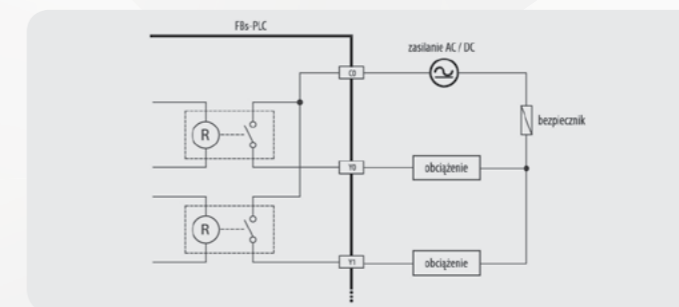 FBs-PLC
zasilanie AC / DC
C0
bezpiecznik
R
Y0
obciążenie
R
Y1
obciążenie